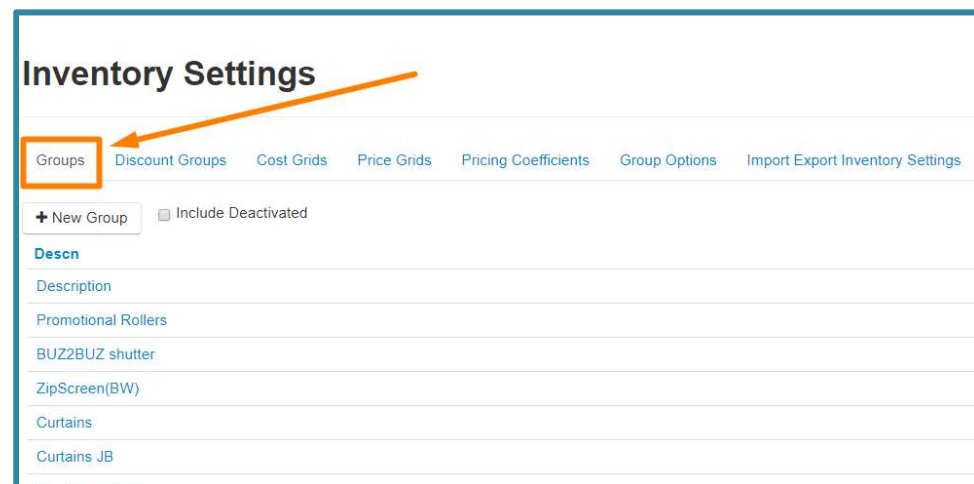 Inventory Settings
Groups Discount Groups Cost Grids Price Grids Pricing Coefficients Group Options Import Export Inventory Settings
+ New Group Include Deactivated
Descn
Description
Promotional Rollers
BUZ2BUZ shutter
ZipScreen(BW)
Curtains
Curtains JB